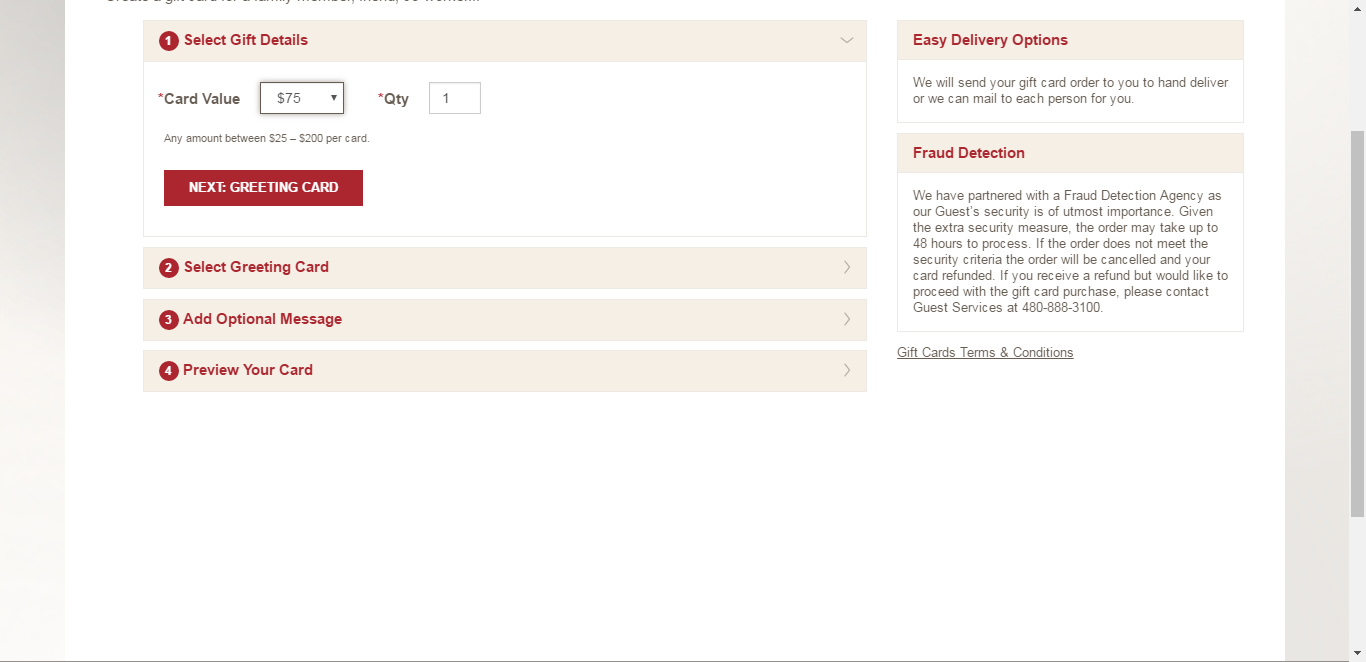 1 Select Gift Details
*Card Value $75 *Qty 1
Any amount between $25 – $200 per card.
NEXT: GREETING CARD
2 Select Greeting Card
3 Add Optional Message
4 Preview Your Card
Easy Delivery Options
We will send your gift card order to you to hand deliver
or we can mail to each person for you.
Fraud Detection
We have partnered with a Fraud Detection Agency as
our Guest's security is of utmost importance. Given
the extra security measure, the order may take up to
48 hours to process. If the order does not meet the
security criteria the order will be cancelled and your
card refunded. If you receive a refund but would like to
proceed with the gift card purchase, please contact
Guest Services at 480-888-3100.
Gift Cards Terms & Conditions